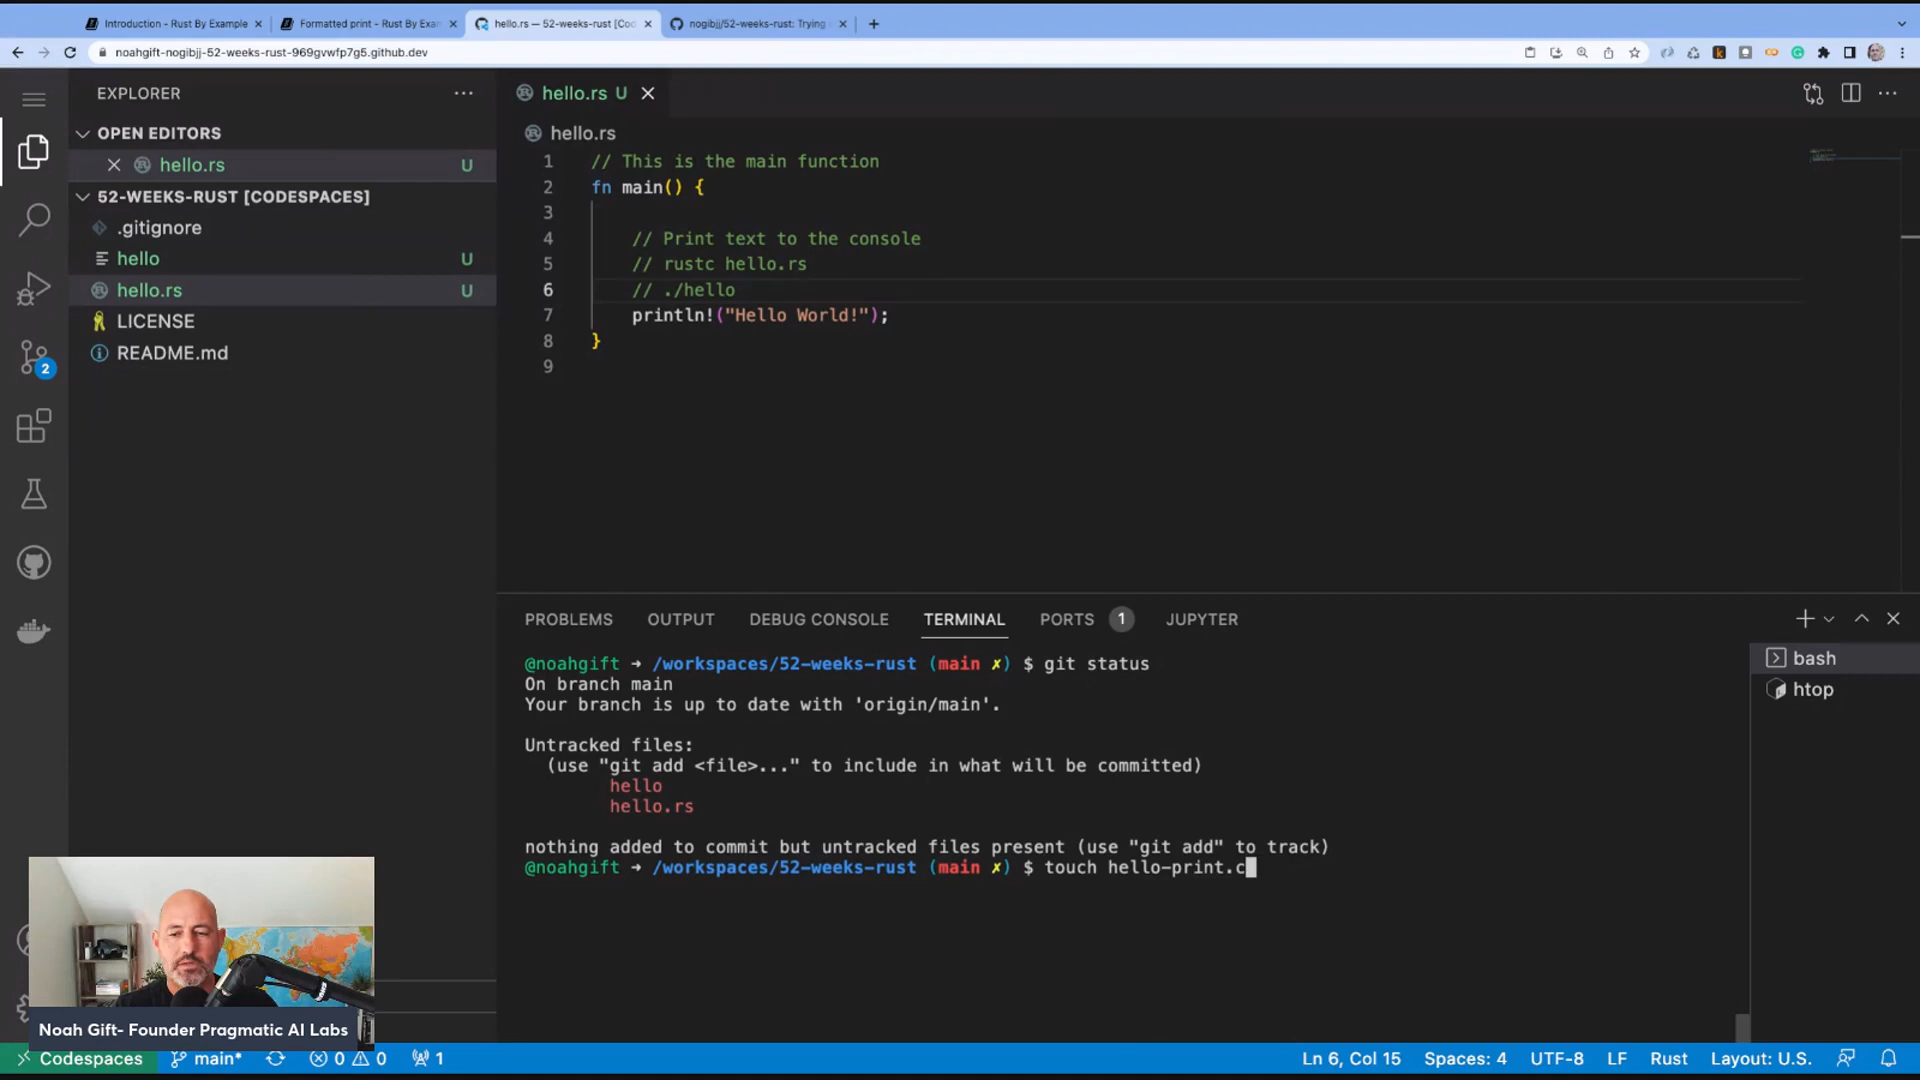 Introduction - Rust By Example
Formatted print - Rust By Exam
hello.rs — 52-weeks-rust [Cod
nogibjj/52-weeks-rust: Trying
noahgift-nogibjj-52-weeks-rust-969gvwfp7g5.github.dev
EXPLORER
OPEN EDITORS
hello.rs U
52-WEEKS-RUST [CODESPACES]
.gitignore
hello U
hello.rs U
LICENSE
README.md
2
hello.rs U
hello.rs
1 // This is the main function
2 fn main() {
3
4 // Print text to the console
5 // rustc hello.rs
6 // ./hello
7 println!("Hello World!");
8 }
9
PROBLEMS OUTPUT DEBUG CONSOLE TERMINAL PORTS 1 JUPYTER
@noahgift ➜ /workspaces/52-weeks-rust (main ✗) $ git status
On branch main
Your branch is up to date with 'origin/main'.
Untracked files:
(use "git add <file>..." to include in what will be committed)
hello
hello.rs
nothing added to commit but untracked files present (use "git add" to track)
@noahgift ➜ /workspaces/52-weeks-rust (main ✗) $ touch hello-print.c
bash
htop
Noah Gift- Founder Pragmatic AI Labs
Codespaces main* 0 0 1 Ln 6, Col 15 Spaces: 4 UTF-8 LF Rust Layout: U.S.